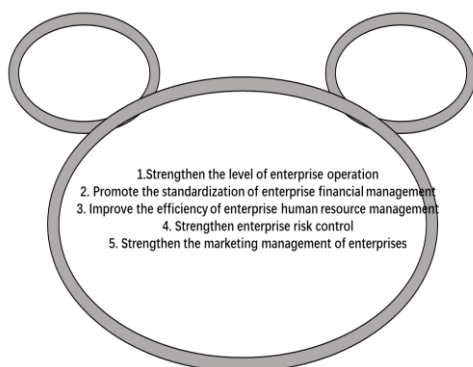 1.Strengthen the level of enterprise operation
2. Promote the standardization of enterprise financial management
3. Improve the efficiency of enterprise human resource management
4. Strengthen enterprise risk control
5. Strengthen the marketing management of enterprises